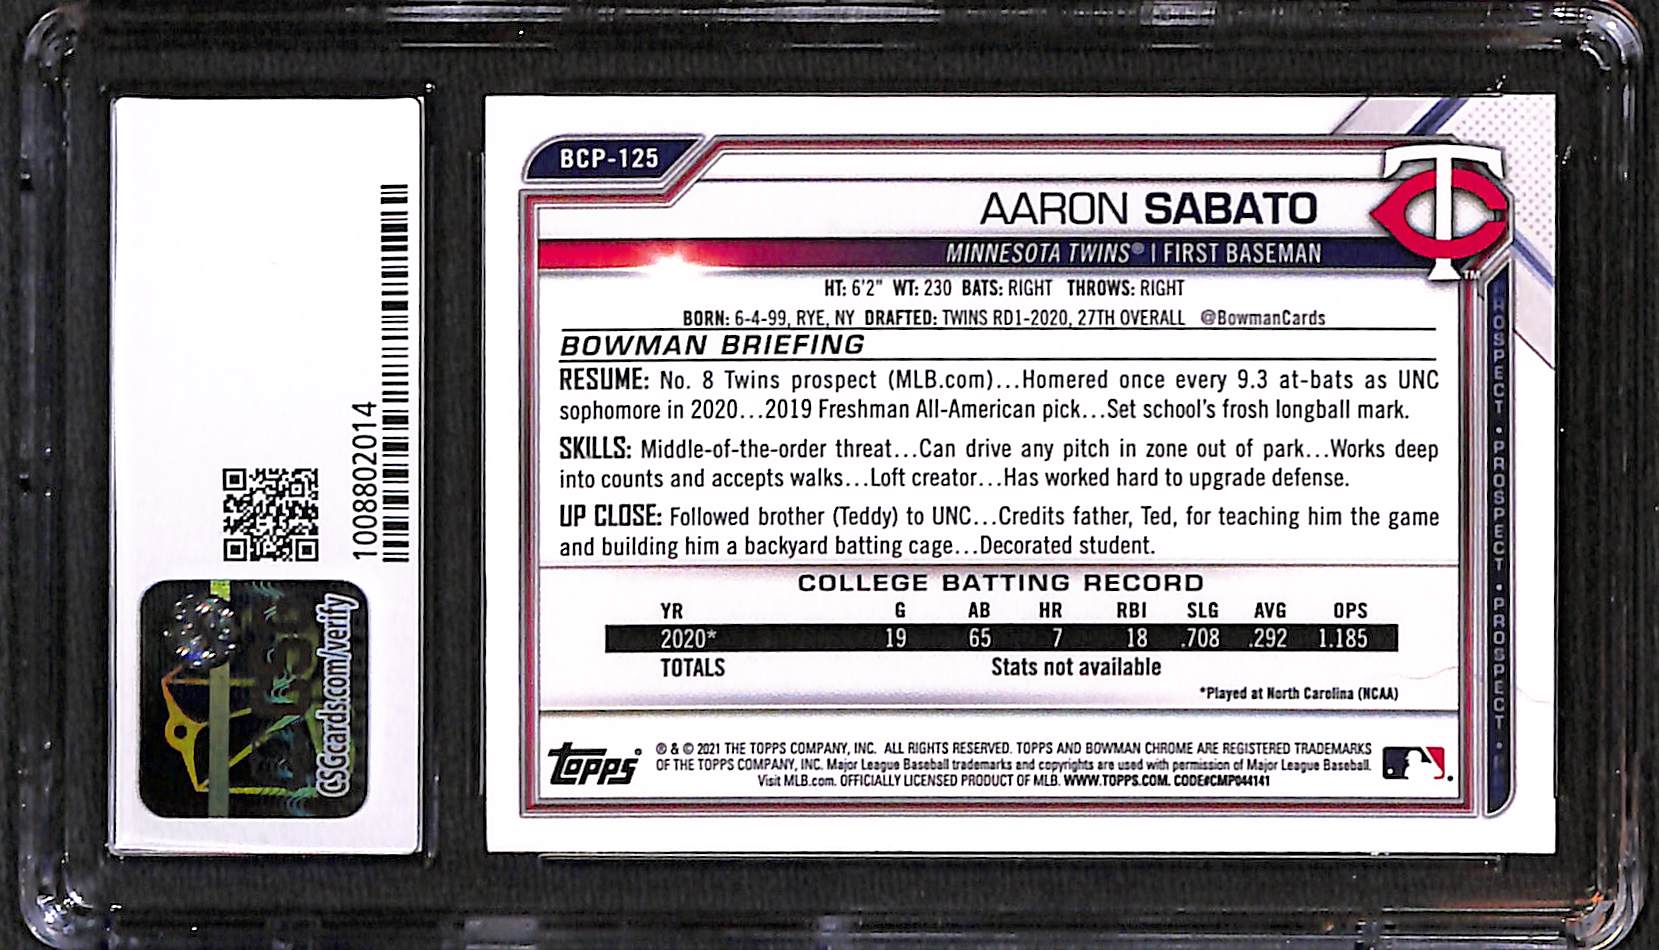 1008802014
CSGcards.com/verify
BCP-125
AARON SABATO
MINNESOTA TWINS® | FIRST BASEMAN
TM
HT: 6'2" WT: 230 BATS: RIGHT THROWS: RIGHT
BORN: 6-4-99, RYE, NY DRAFTED: TWINS RD1-2020, 27TH OVERALL @BowmanCards
BOWMAN BRIEFING
RESUME: No. 8 Twins prospect (MLB.com)...Homered once every 9.3 at-bats as UNC
sophomore in 2020...2019 Freshman All-American pick...Set school's frosh longball mark.
SKILLS: Middle-of-the-order threat...Can drive any pitch in zone out of park...Works deep
into counts and accepts walks...Loft creator...Has worked hard to upgrade defense.
UP CLOSE: Followed brother (Teddy) to UNC...Credits father, Ted, for teaching him the game
and building him a backyard batting cage...Decorated student.
COLLEGE BATTING RECORD
YR G AB HR RBI SLG AVG OPS
2020* 19 65 7 18 .708 .292 1.185
TOTALS Stats not available
*Played at North Carolina (NCAA)
topps ® & © 2021 THE TOPPS COMPANY, INC. ALL RIGHTS RESERVED. TOPPS AND BOWMAN CHROME ARE REGISTERED TRADEMARKS
OF THE TOPPS COMPANY, INC. Major League Baseball trademarks and copyrights are used with permission of Major League Baseball.
Visit MLB.com. OFFICIALLY LICENSED PRODUCT OF MLB. WWW.TOPPS.COM. CODE#CMP044141
PROSPECT • PROSPECT • PROSPECT •